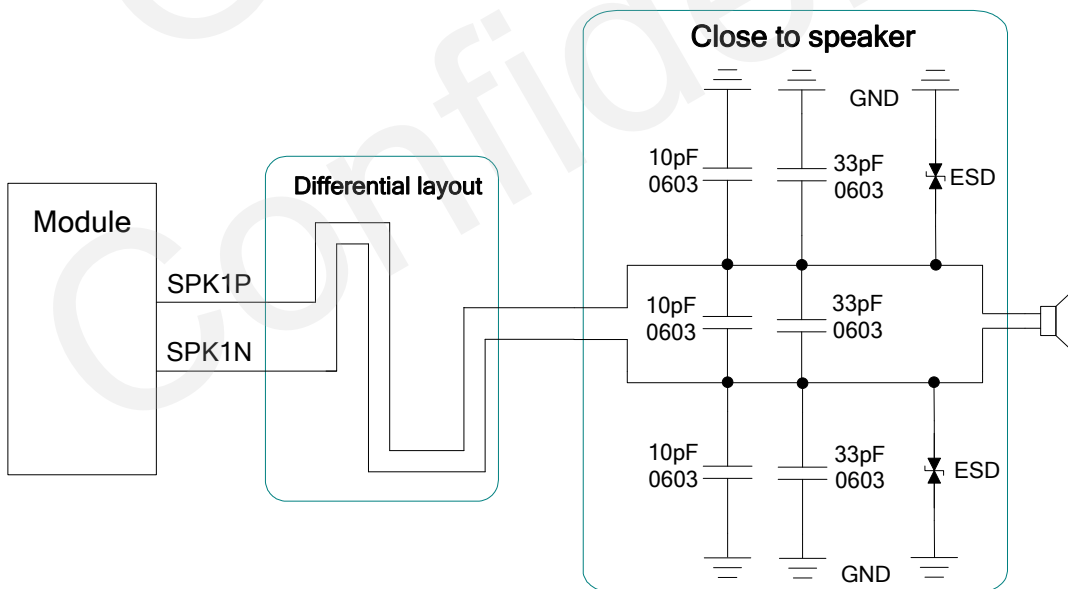 Close to speaker
GND
10pF
0603
33pF
0603
ESD
Differential layout
Module
SPK1P
SPK1N
10pF
0603
33pF
0603
10pF
0603
33pF
0603
ESD
GND
Confiden